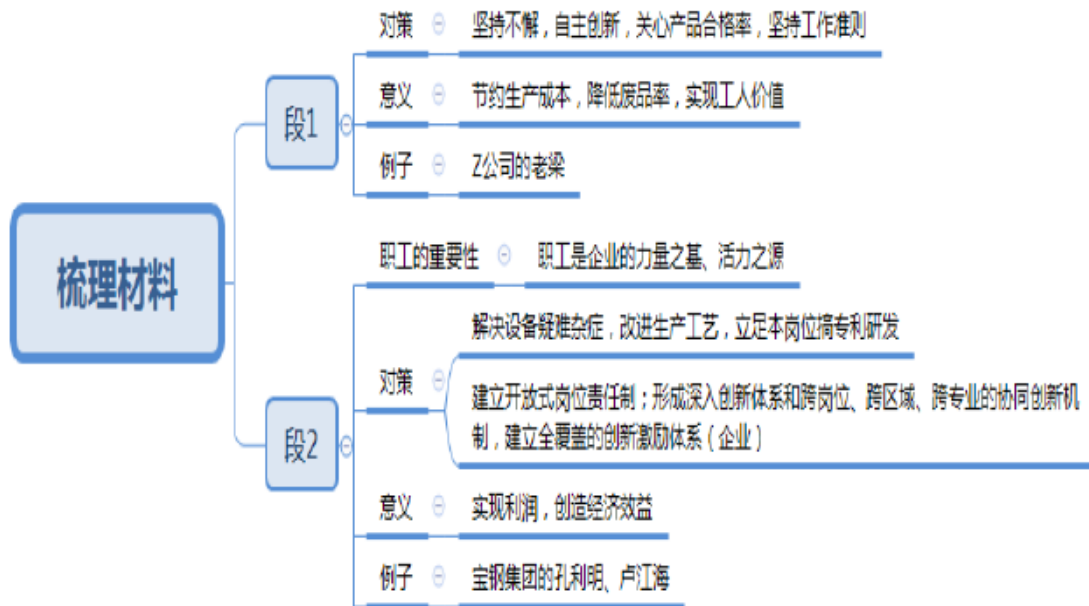 梳理材料
段1
对策
坚持不懈，自主创新，关心产品合格率，坚持工作准则
意义
节约生产成本，降低废品率，实现工人价值
例子
Z公司的老梁
段2
职工的重要性
职工是企业的力量之基、活力之源
对策
解决设备疑难杂症，改进生产工艺，立足本岗位搞专利研发
建立开放式岗位责任制；形成深入创新体系和跨岗位、跨区域、跨专业的协同创新机
制，建立全覆盖的创新激励体系（企业）
意义
实现利润，创造经济效益
例子
宝钢集团的孔利明、卢江海